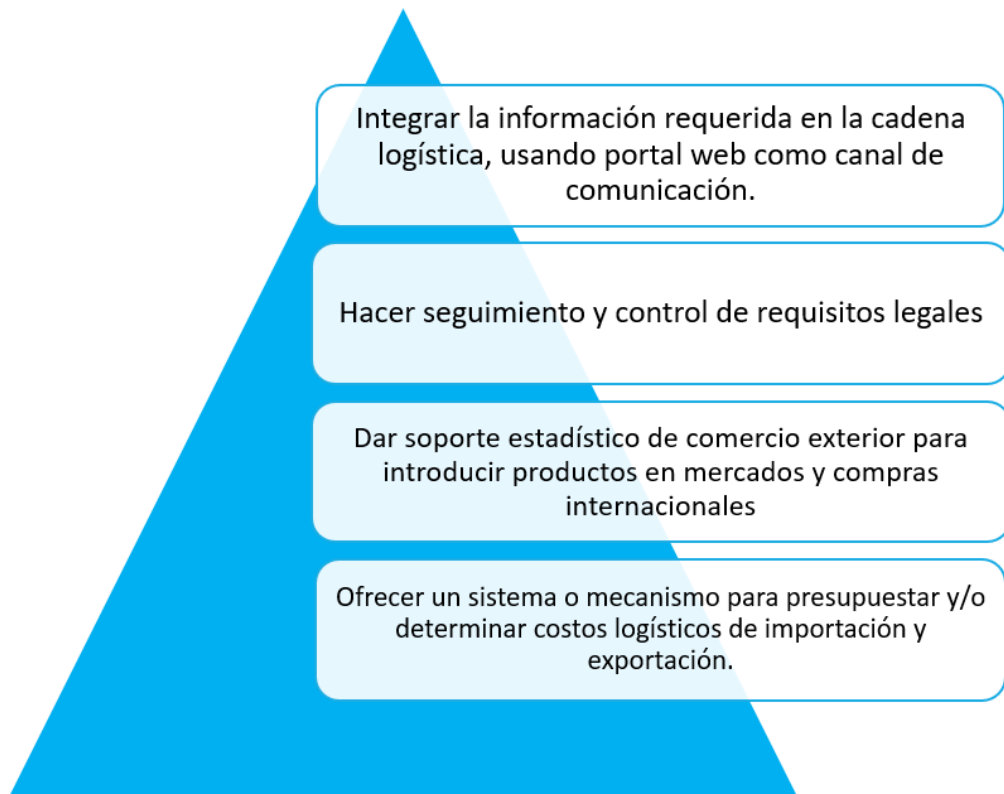 Integrar la información requerida en la cadena
logística, usando portal web como canal de
comunicación.
Hacer seguimiento y control de requisitos legales
Dar soporte estadístico de comercio exterior para
introducir productos en mercados y compras
internacionales
Ofrecer un sistema o mecanismo para presupuestar y/o
determinar costos logísticos de importación y
exportación.